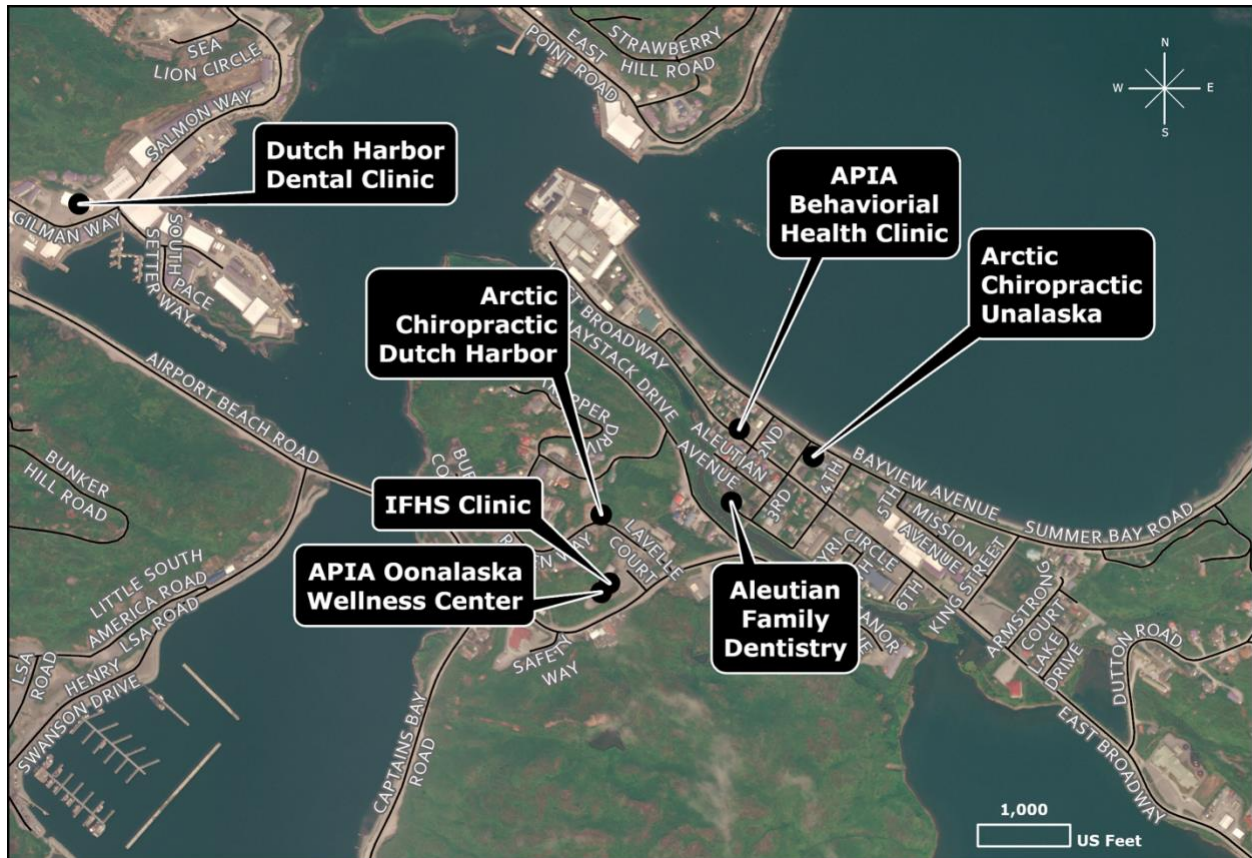 SEA
LION CIRCLE
SALMON WAY
GILMAN WAY
SOUTH PACE
SETTER WAY
EAST
POINT ROAD
STRAWBERRY
HILL ROAD
N
W
E
S
Dutch Harbor
Dental Clinic
APIA
Behaviorial
Health Clinic
Arctic
Chiropractic
Unalaska
Arctic
Chiropractic
Dutch Harbor
BROADWAY
HAYSTACK DRIVE
AIRPORT BEACH ROAD
ALEUTIAN
AVENUE
2ND
3RD
4TH
5TH
6TH
BAYVIEW AVENUE
SUMMER BAY ROAD
MISSION
AVENUE
CIRCLE
KING STREET
BUNKER
HILL ROAD
IFHS Clinic
LAVELLE
COURT
APIA Oonalaska
Wellness Center
Aleutian
Family
Dentistry
ARMSTRONG
COURT
LAKE
DRIVE
DUTTON ROAD
LITTLE SOUTH
AMERICA ROAD
LSA
ROAD
HENRY
SWANSON DRIVE
LSA ROAD
SAFETY
WAY
CAPTAINS BAY
ROAD
EAST BROADWAY
1,000
US Feet